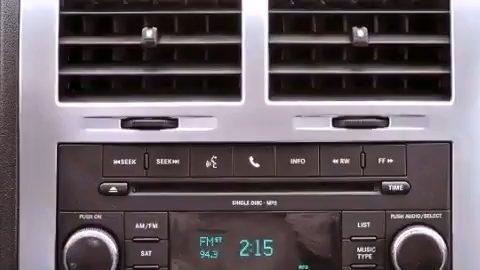 SEEK SEEK INFO RW FF
TIME
SINGLE DISC - MP3
PUSH ON PUSH AUDIO/SELECT
AM/FM LIST
FM ST 2:15
94.3
SAT MUSIC TYPE